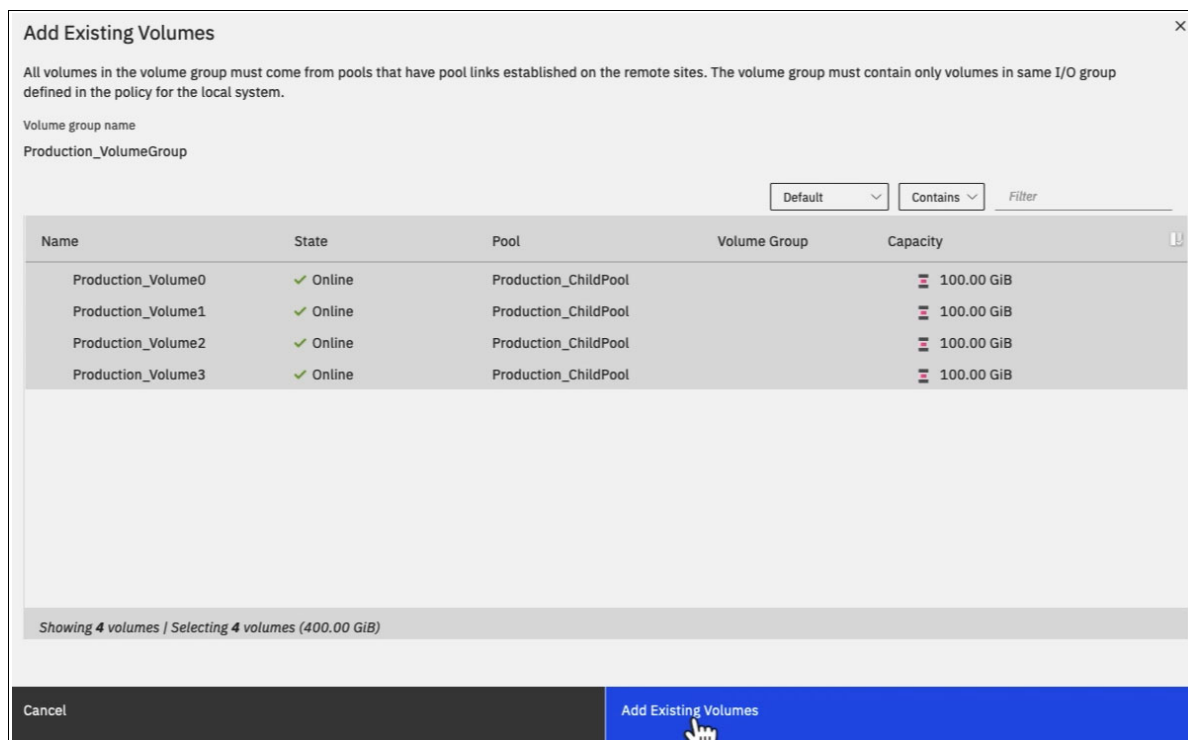 Add Existing Volumes
All volumes in the volume group must come from pools that have pool links established on the remote sites. The volume group must contain only volumes in same I/O group
defined in the policy for the local system.
Volume group name
Production_VolumeGroup
Default Contains Filter
Name State Pool Volume Group Capacity
Production_Volume0 Online Production_ChildPool 100.00 GiB
Production_Volume1 Online Production_ChildPool 100.00 GiB
Production_Volume2 Online Production_ChildPool 100.00 GiB
Production_Volume3 Online Production_ChildPool 100.00 GiB
Showing 4 volumes | Selecting 4 volumes (400.00 GiB)
Cancel Add Existing Volumes